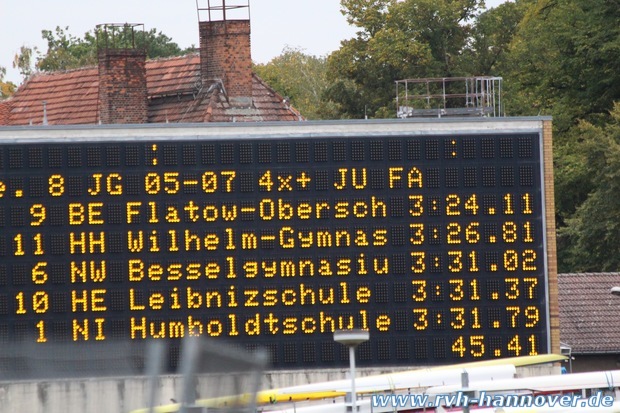 e. 8 JG 05-07 4x+ JU FA
9 BE Flatow-Obersch 3:24.11
11 HH Wilhelm-Gymnas 3:26.81
6 NW Besselgymnasiu 3:31.02
10 HE Leibnizschule 3:31.37
1 NI Humboldtschule 3:31.79
45.41
www.rvh-hannover.de